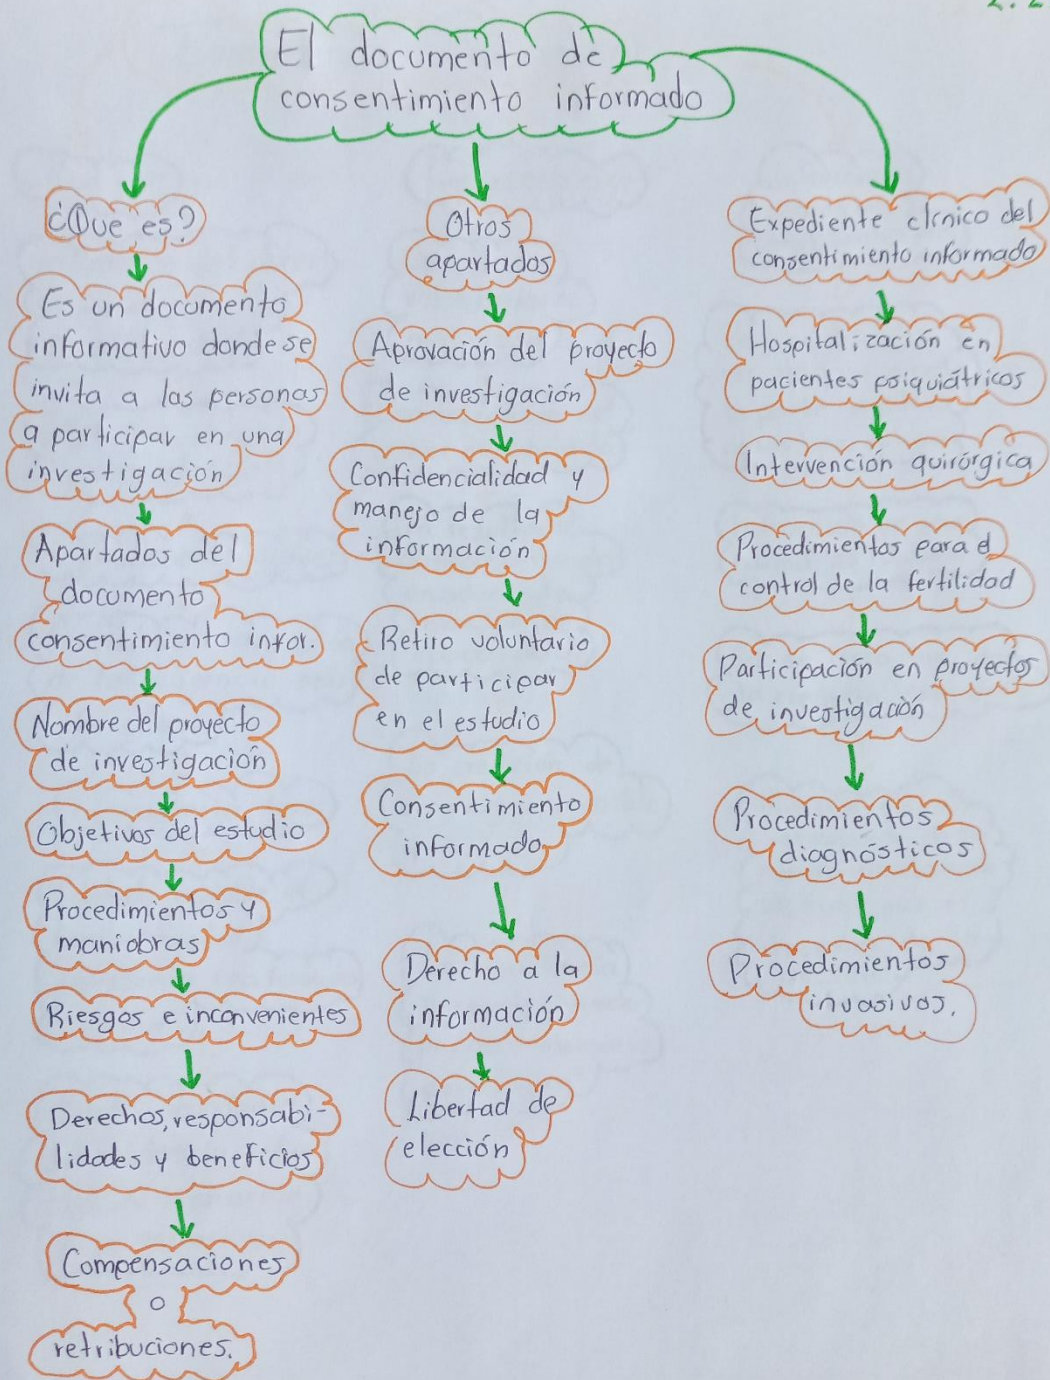 El documento de
consentimiento informado
¿Que es?
Es un documento
informativo donde se
invita a las personas
a participar en una
investigación
Apartados del
documento
consentimiento infor.
Nombre del proyecto
de investigación
Objetivos del estudio
Procedimientos y
maniobras
Riesgos e inconvenientes
Derechos, responsabi-
lidades y beneficios
Compensaciones
o
retribuciones.
Otros
apartados
Apravación del proyecto
de investigación
Confidencialidad y
manejo de la
información
Retiro voluntario
de participar
en el estudio
Consentimiento
informado
Derecho a la
información
Libertad de
elección
Expediente clínico del
consentimiento informado
Hospitalización en
pacientes psiquiátricos
Intervención quirúrgica
Procedimientos para el
control de la fertilidad
Participación en proyectos
de investigación
Procedimientos
diagnósticos
Procedimientos
invasivos.